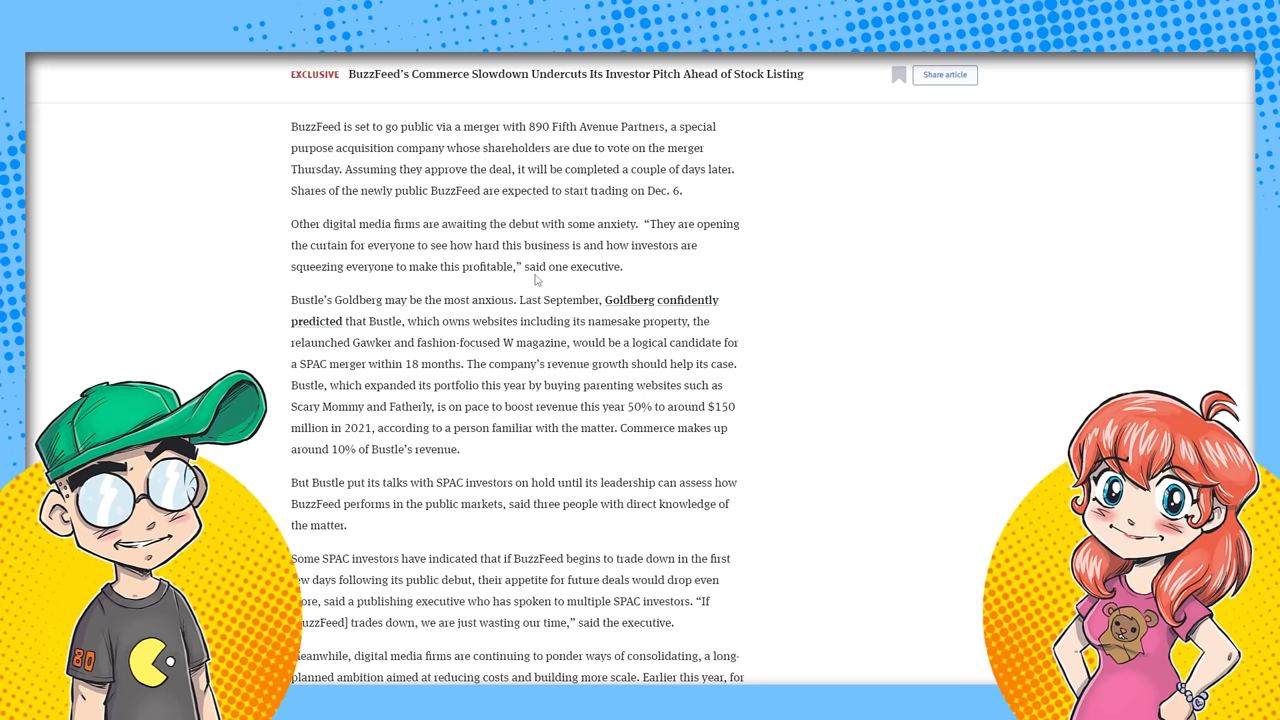 EXCLUSIVE BuzzFeed's Commerce Slowdown Undercuts Its Investor Pitch Ahead of Stock Listing
Share article
BuzzFeed is set to go public via a merger with 890 Fifth Avenue Partners, a special
purpose acquisition company whose shareholders are due to vote on the merger
Thursday. Assuming they approve the deal, it will be completed a couple of days later.
Shares of the newly public BuzzFeed are expected to start trading on Dec. 6.
Other digital media firms are awaiting the debut with some anxiety.  “They are opening
the curtain for everyone to see how hard this business is and how investors are
squeezing everyone to make this profitable,” said one executive.
Bustle’s Goldberg may be the most anxious. Last September, Goldberg confidently
predicted that Bustle, which owns websites including its namesake property, the
relaunched Gawker and fashion-focused W magazine, would be a logical candidate for
a SPAC merger within 18 months. The company’s revenue growth should help its case.
Bustle, which expanded its portfolio this year by buying parenting websites such as
Scary Mommy and Fatherly, is on pace to boost revenue this year 50% to around $150
million in 2021, according to a person familiar with the matter. Commerce makes up
around 10% of Bustle’s revenue.
But Bustle put its talks with SPAC investors on hold until its leadership can assess how
BuzzFeed performs in the public markets, said three people with direct knowledge of
the matter.
Some SPAC investors have indicated that if BuzzFeed begins to trade down in the first
ew days following its public debut, their appetite for future deals would drop even
ore, said a publishing executive who has spoken to multiple SPAC investors. “If
uzzFeed] trades down, we are just wasting our time,” said the executive.
eanwhile, digital media firms are continuing to ponder ways of consolidating, a long-
planned ambition aimed at reducing costs and building more scale. Earlier this year, for
80